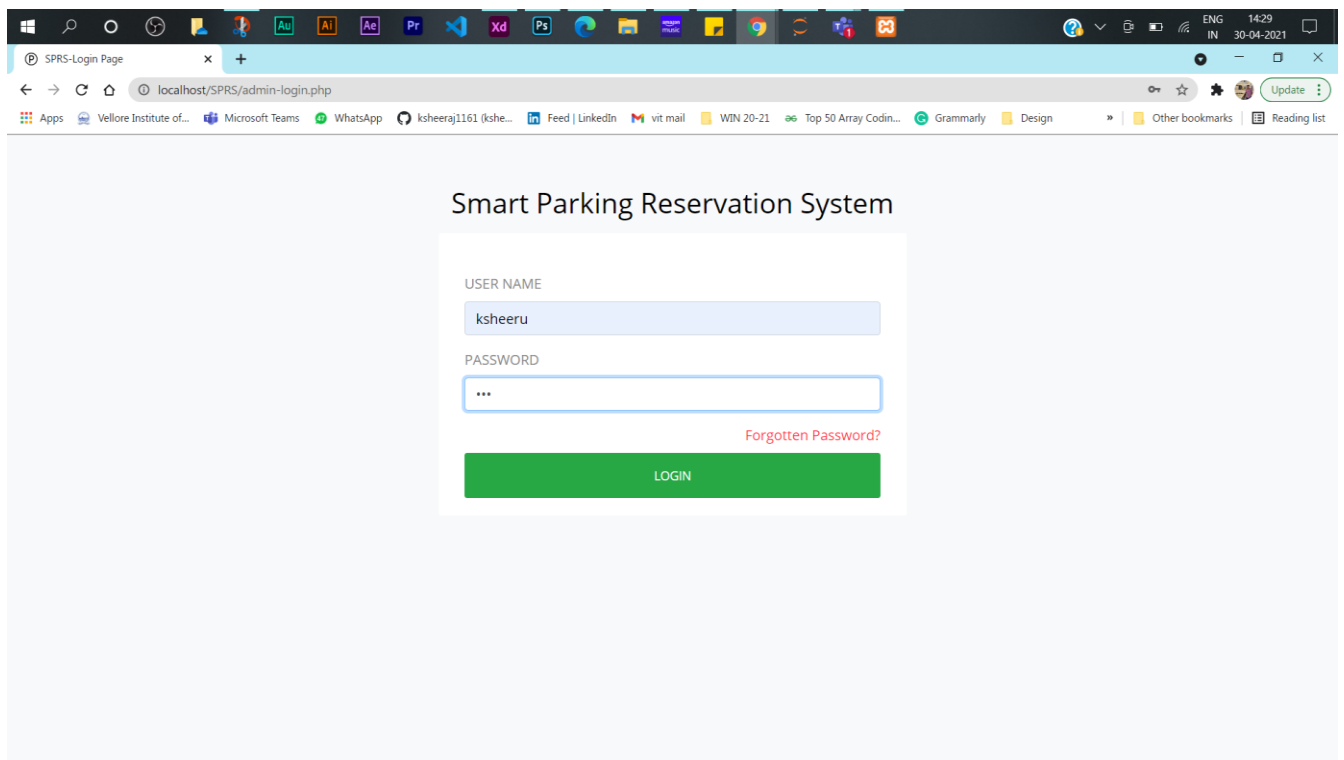 Au Ai Ae Pr Xd Ps amazon music 1 ENG 14:29
IN 30-04-2021
SPRS-Login Page
localhost/SPRS/admin-login.php Update
Apps Vellore Institute of... Microsoft Teams 47 WhatsApp ksheeraj1161 (kshe... in Feed | LinkedIn M vit mail WIN 20-21 Top 50 Array Codin... G Grammarly Design » Other bookmarks Reading list
Smart Parking Reservation System
USER NAME
ksheeru
PASSWORD
•••
Forgotten Password?
LOGIN